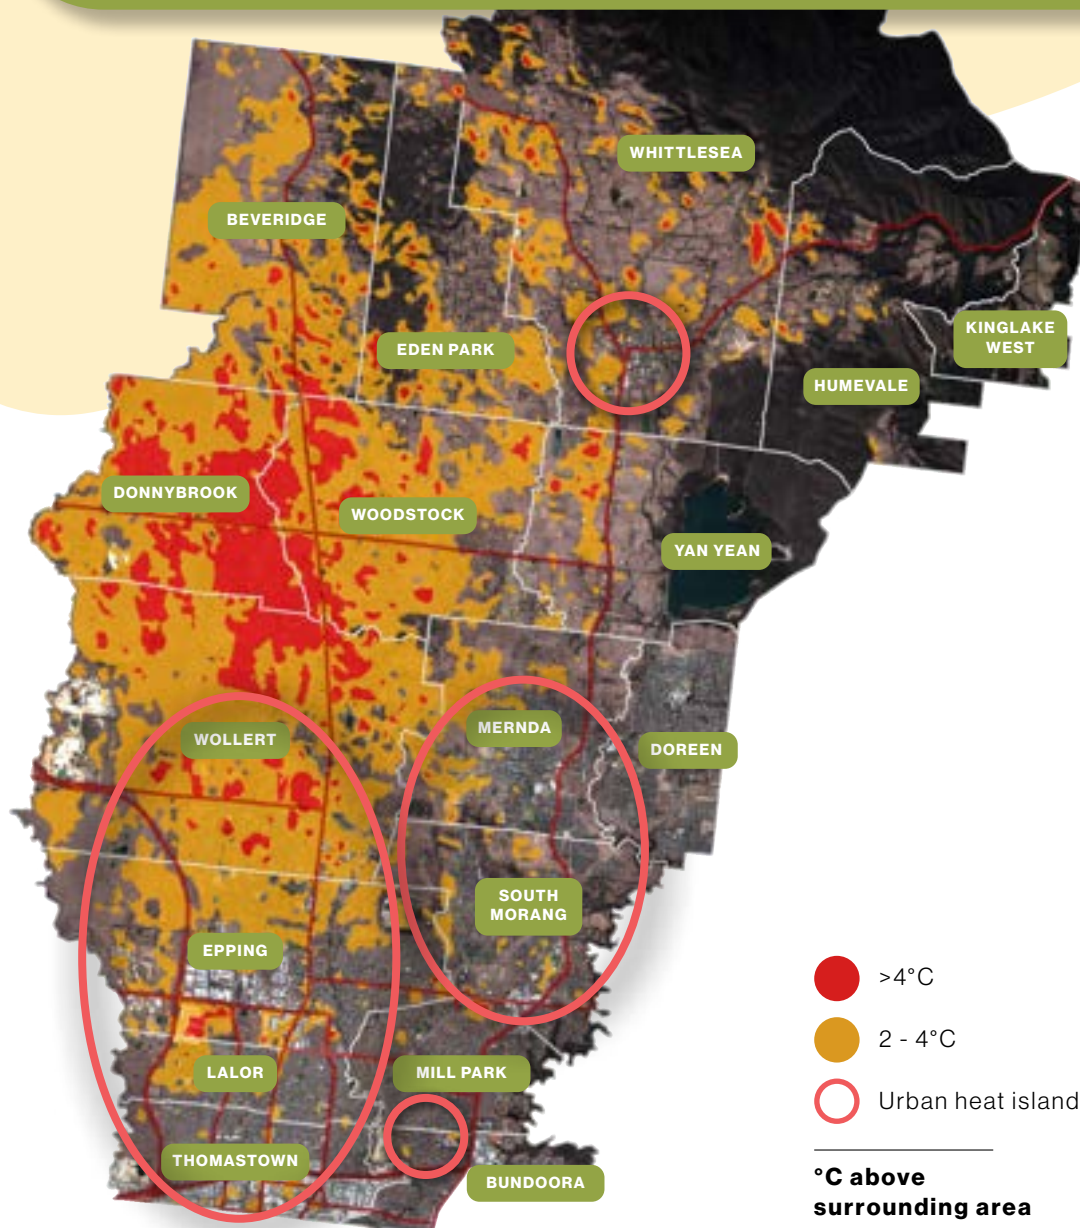 WHITTLESEA
BEVERIDGE
KINGLAKE
WEST
EDEN PARK
HUMEVALE
DONNYBROOK
WOODSTOCK
YAN YEAN
MERNDA
WOLLERT
DOREEN
SOUTH
MORANG
EPPING
>4°C
2 - 4°C
LALOR
MILL PARK
Urban heat island
THOMASTOWN
BUNDOORA
°C above
surrounding area